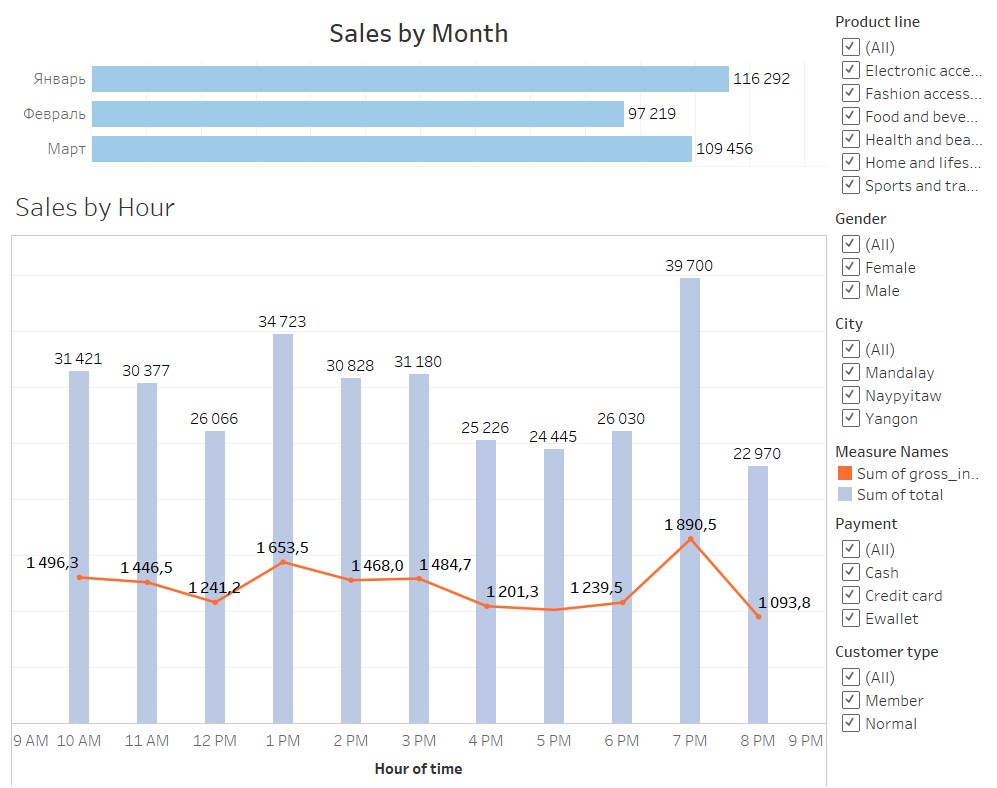 Sales by Month
Январь 116 292
Февраль 97 219
Март 109 456
Sales by Hour
39 700
34 723
31 421 30 377 30 828 31 180
26 066 25 226 24 445 26 030
22 970
1 890,5
1 653,5
1 496,3 1 446,5 1 468,0 1 484,7
1 241,2 1 201,3 1 239,5
1 093,8
9 AM 10 AM 11 AM 12 PM 1 PM 2 PM 3 PM 4 PM 5 PM 6 PM 7 PM 8 PM 9 PM
Hour of time
Product line
(All)
Electronic acce...
Fashion access...
Food and beve...
Health and bea...
Home and lifes...
Sports and tra...
Gender
(All)
Female
Male
City
(All)
Mandalay
Naypyitaw
Yangon
Measure Names
Sum of gross_in..
Sum of total
Payment
(All)
Cash
Credit card
Ewallet
Customer type
(All)
Member
Normal